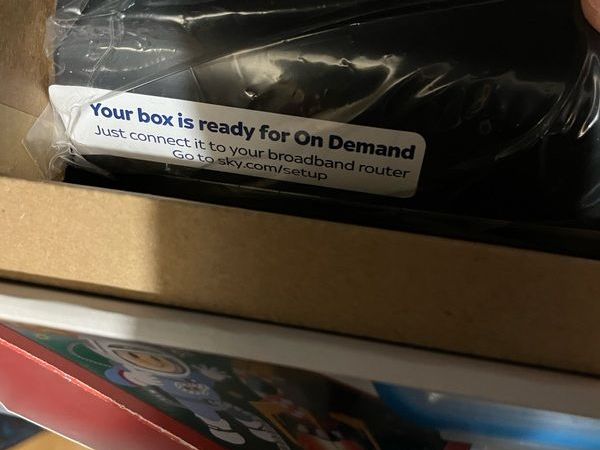 Your box is ready for On Demand
Just connect it to your broadband router
Go to sky.com/setup